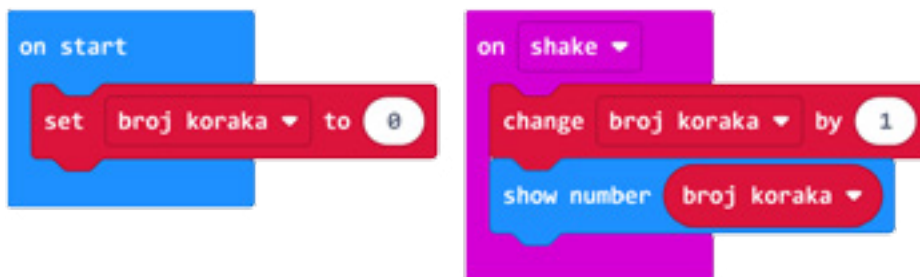 on start
set broj koraka to 0
on shake
change broj koraka by 1
show number broj koraka